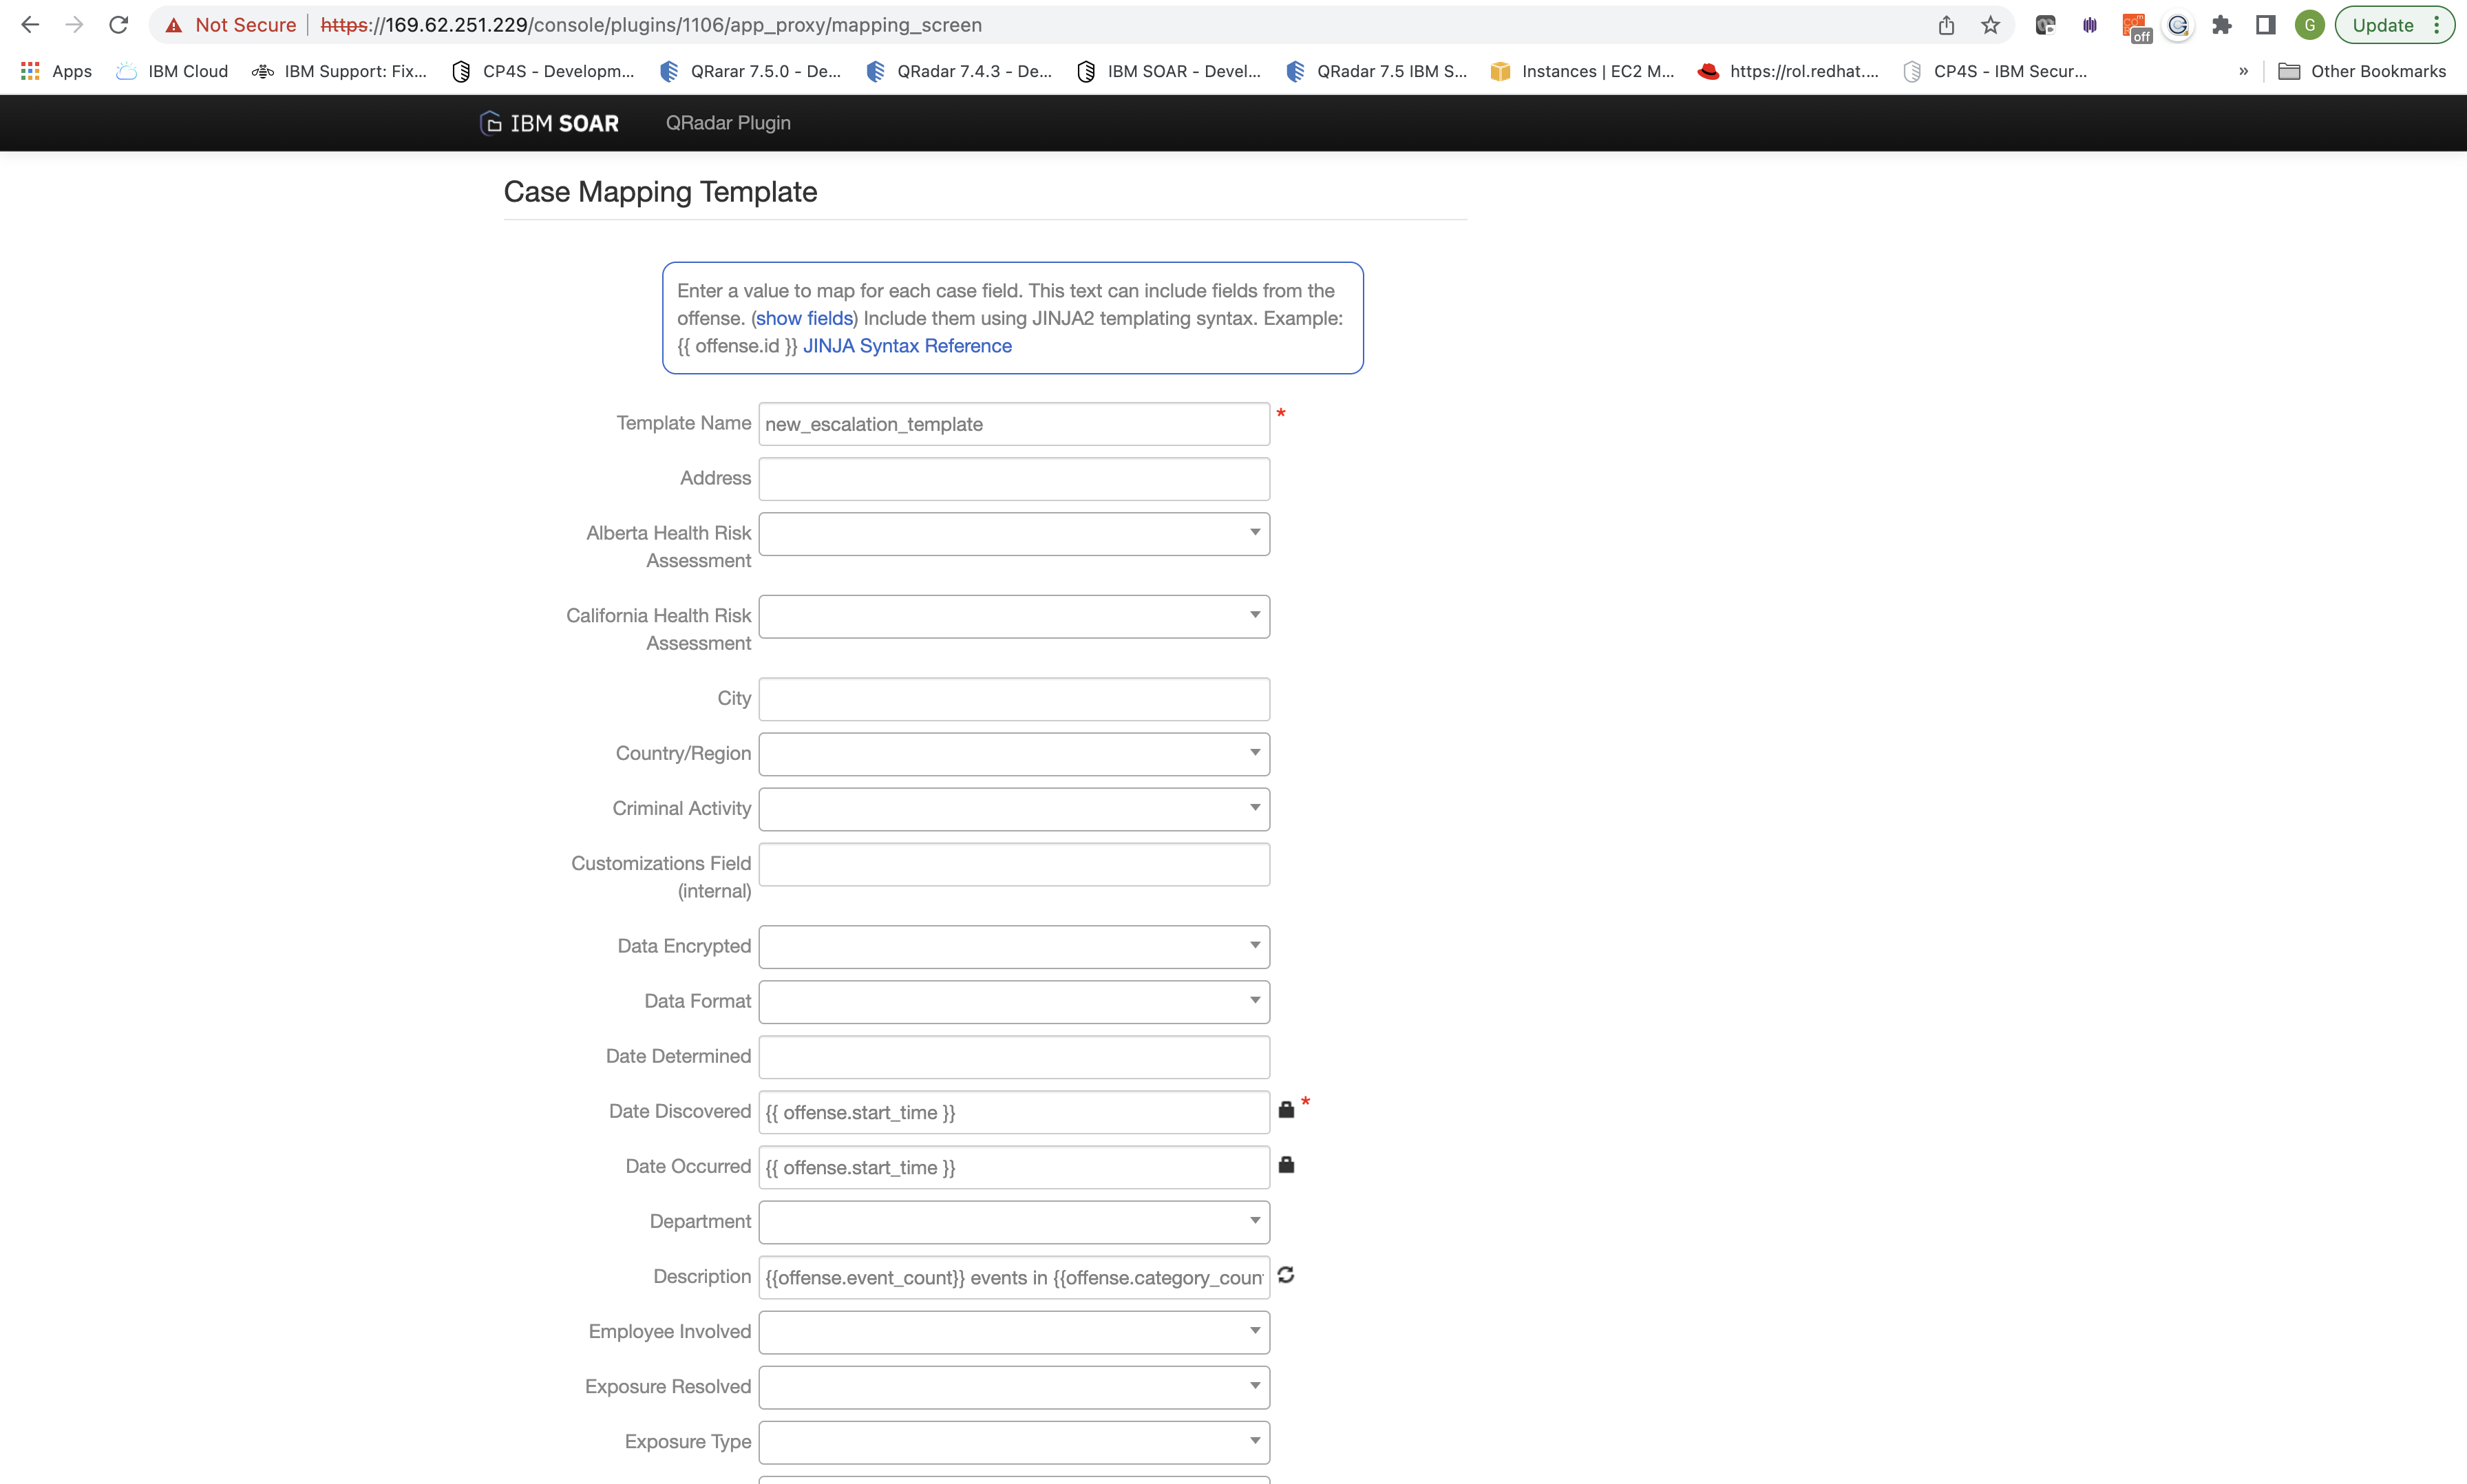 Not Secure https://169.62.251.229/console/plugins/1106/app_proxy/mapping_screen
off
G
Update
Apps IBM Cloud IBM Support: Fix... CP4S - Developm... QRarar 7.5.0 - De... QRadar 7.4.3 - De... IBM SOAR - Devel... QRadar 7.5 IBM S... Instances | EC2 M... https://rol.redhat.... CP4S - IBM Secur... » Other Bookmarks
IBM SOAR QRadar Plugin
Case Mapping Template
Enter a value to map for each case field. This text can include fields from the
offense. (show fields) Include them using JINJA2 templating syntax. Example:
{{ offense.id }} JINJA Syntax Reference
Template Name new_escalation_template *
Address
Alberta Health Risk
Assessment
California Health Risk
Assessment
City
Country/Region
Criminal Activity
Customizations Field
(internal)
Data Encrypted
Data Format
Date Determined
Date Discovered {{ offense.start_time }} *
Date Occurred {{ offense.start_time }}
Department
Description {{offense.event_count}} events in {{offense.category_coun
Employee Involved
Exposure Resolved
Exposure Type